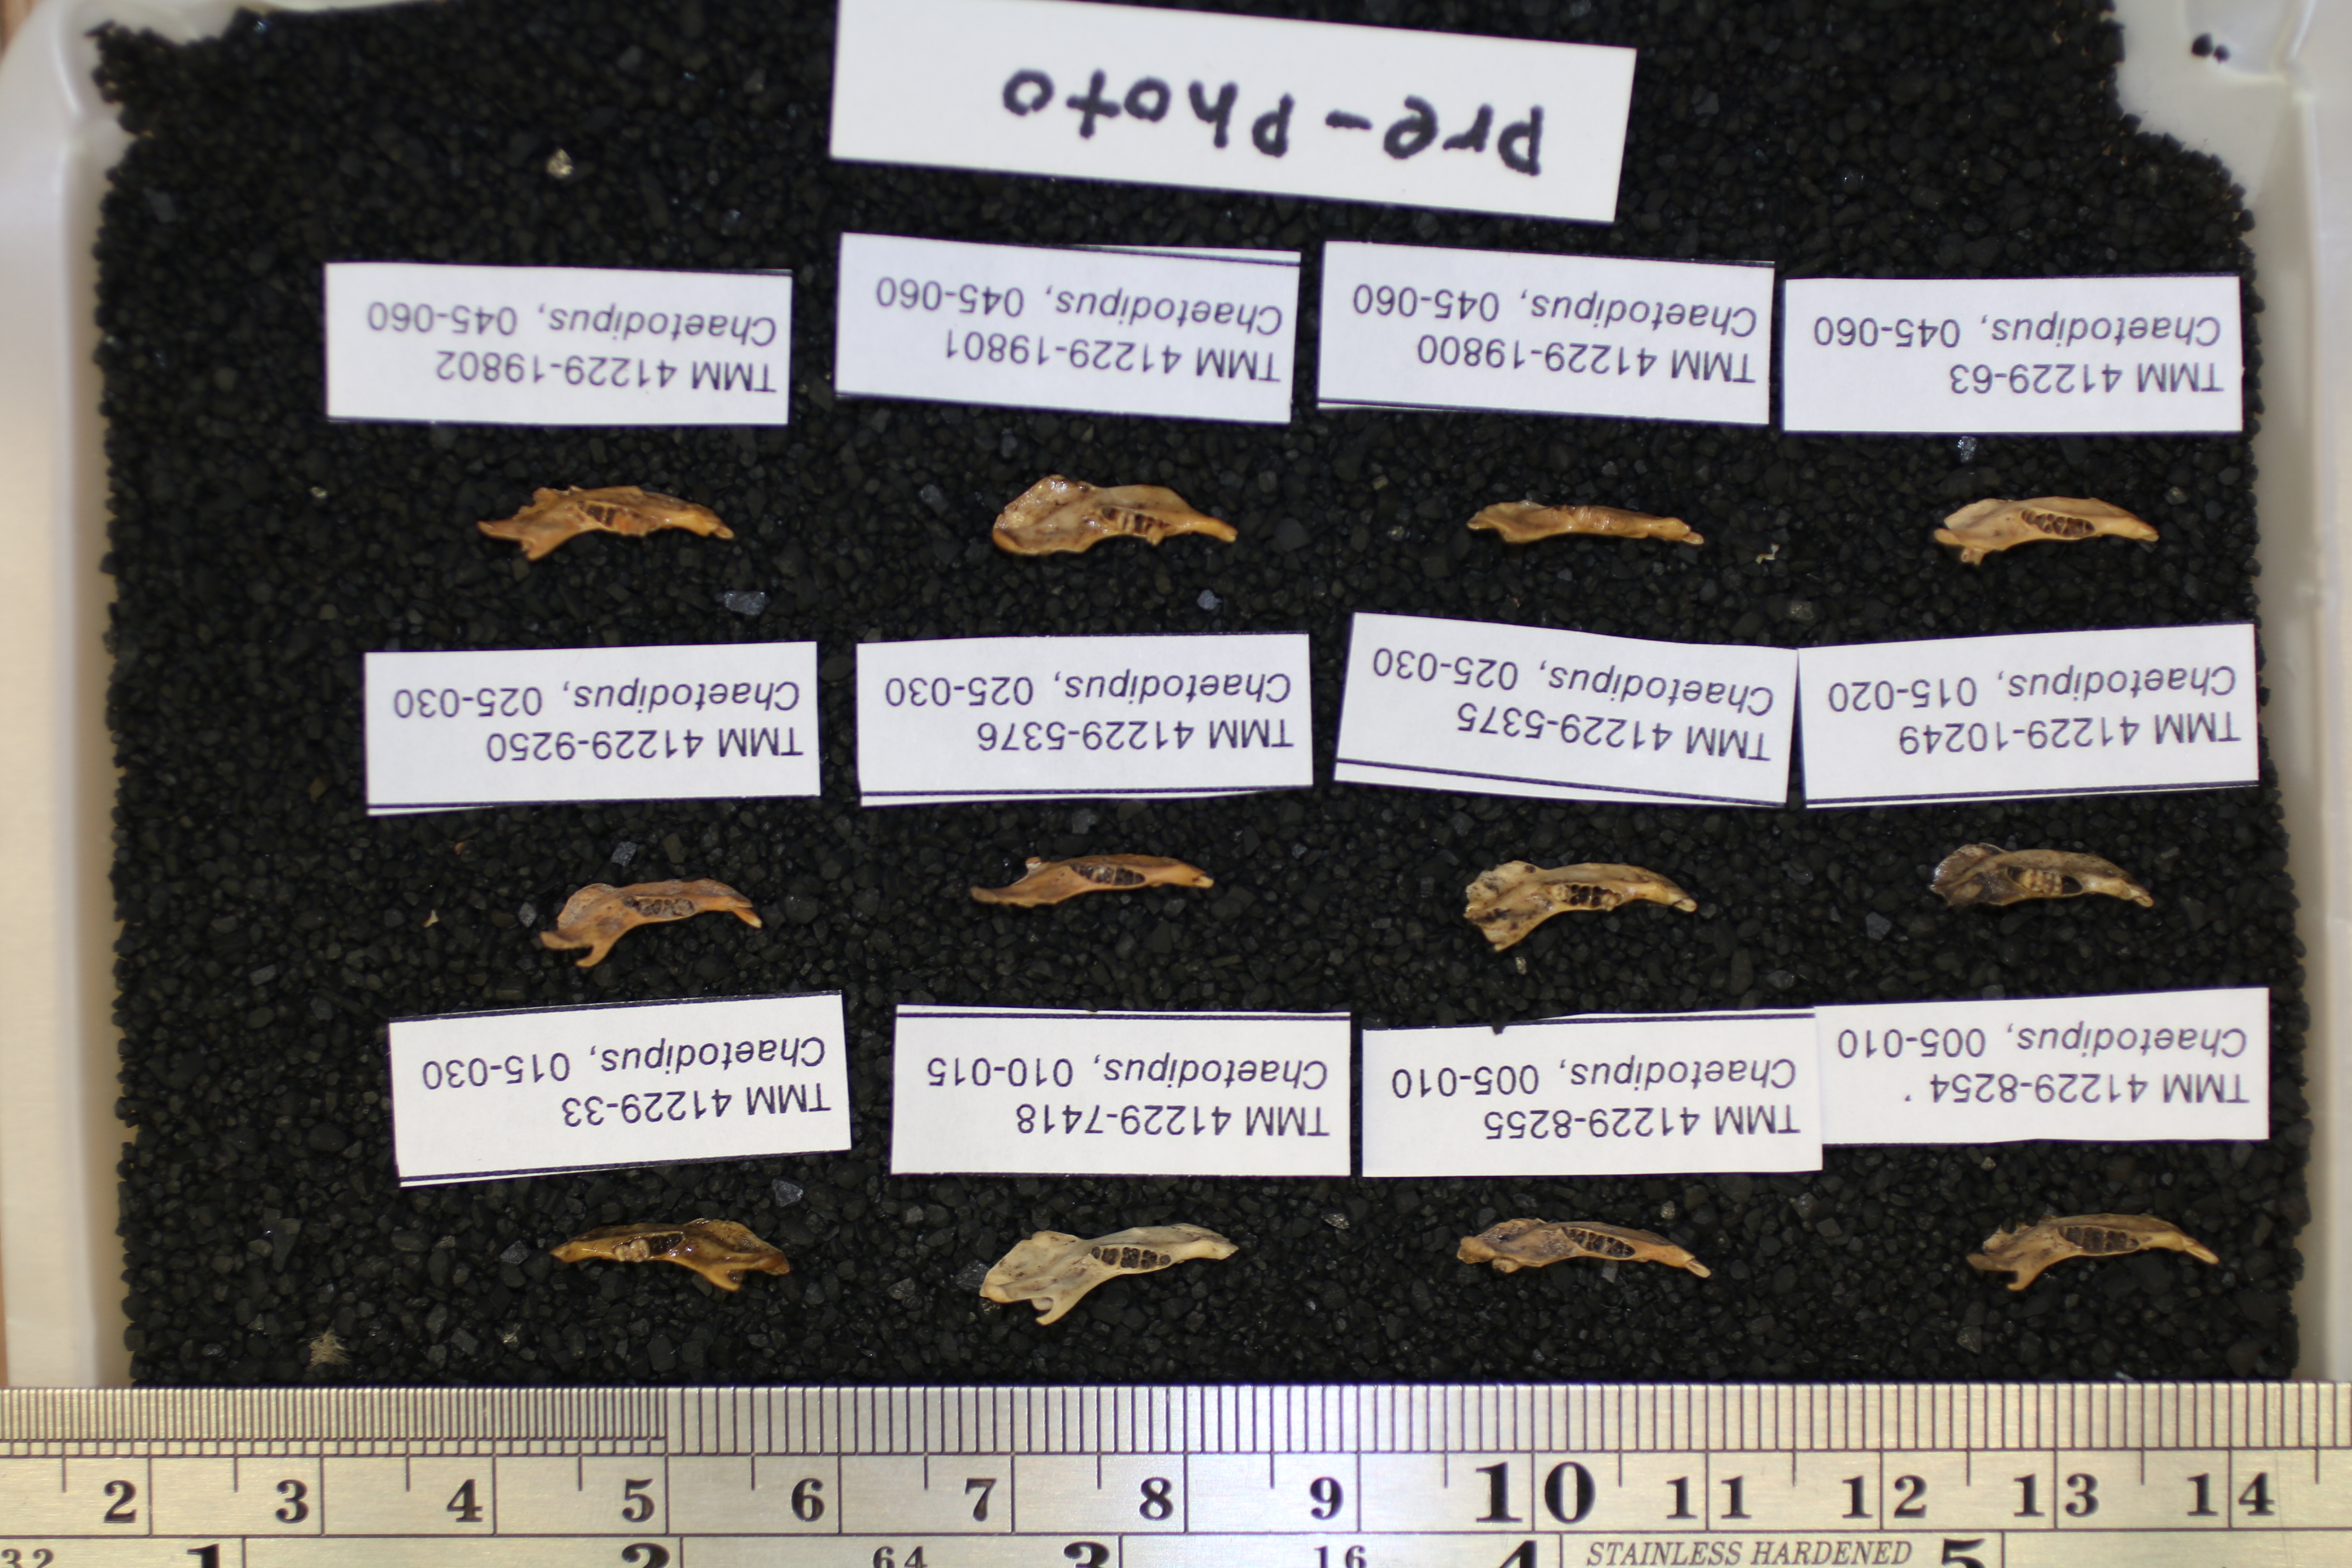 Pre-Photo
TMM 41229-19802
Chaetodipus, 045-060
TMM 41229-19801
Chaetodipus, 045-060
TMM 41229-19800
Chaetodipus, 045-060
TMM 41229-63
Chaetodipus, 045-060
TMM 41229-9250
Chaetodipus, 025-030
TMM 41229-5376
Chaetodipus, 025-030
TMM 41229-5375
Chaetodipus, 025-030
TMM 41229-10249
Chaetodipus, 015-020
TMM 41229-33
Chaetodipus, 015-030
TMM 41229-7418
Chaetodipus, 010-015
TMM 41229-8255
Chaetodipus, 005-010
TMM 41229-8254
Chaetodipus, 005-010
2 3 4 5 6 7 8 9 10 11 12 13 14
32 1 2 64 3 16 4 STAINLESS HARDENED 5